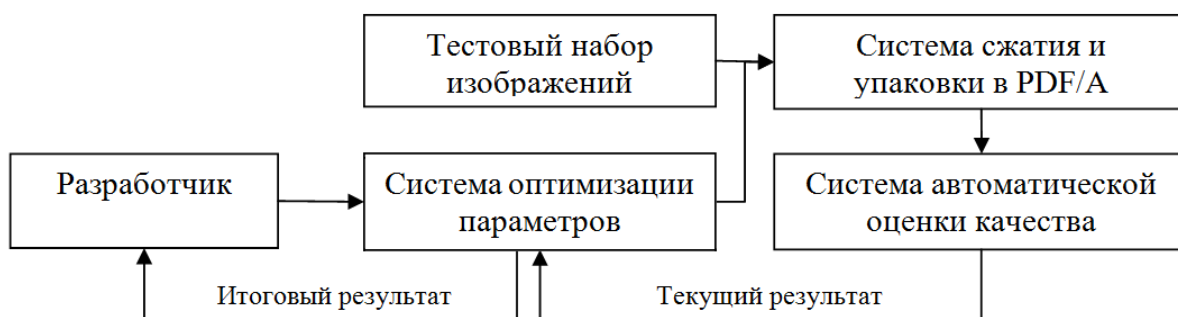 Тестовый набор
изображений
Система сжатия и
упаковки в PDF/A
Разработчик
Система оптимизации
параметров
Система автоматической
оценки качества
Итоговый результат
Текущий результат